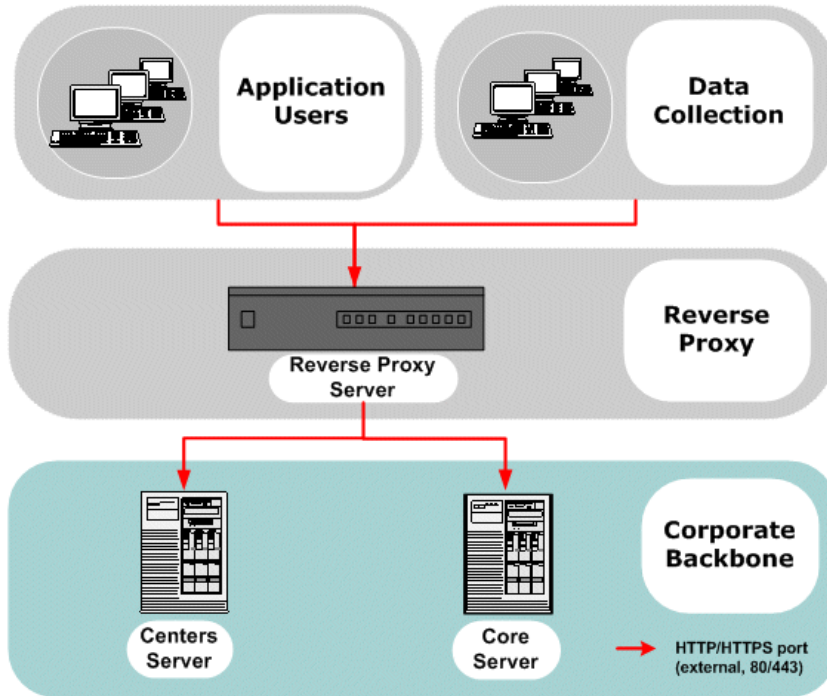 Application
Users
Data
Collection
Reverse
Proxy
Reverse Proxy
Server
Corporate
Backbone
Centers
Server
Core
Server
HTTP/HTTPS port
(external, 80/443)